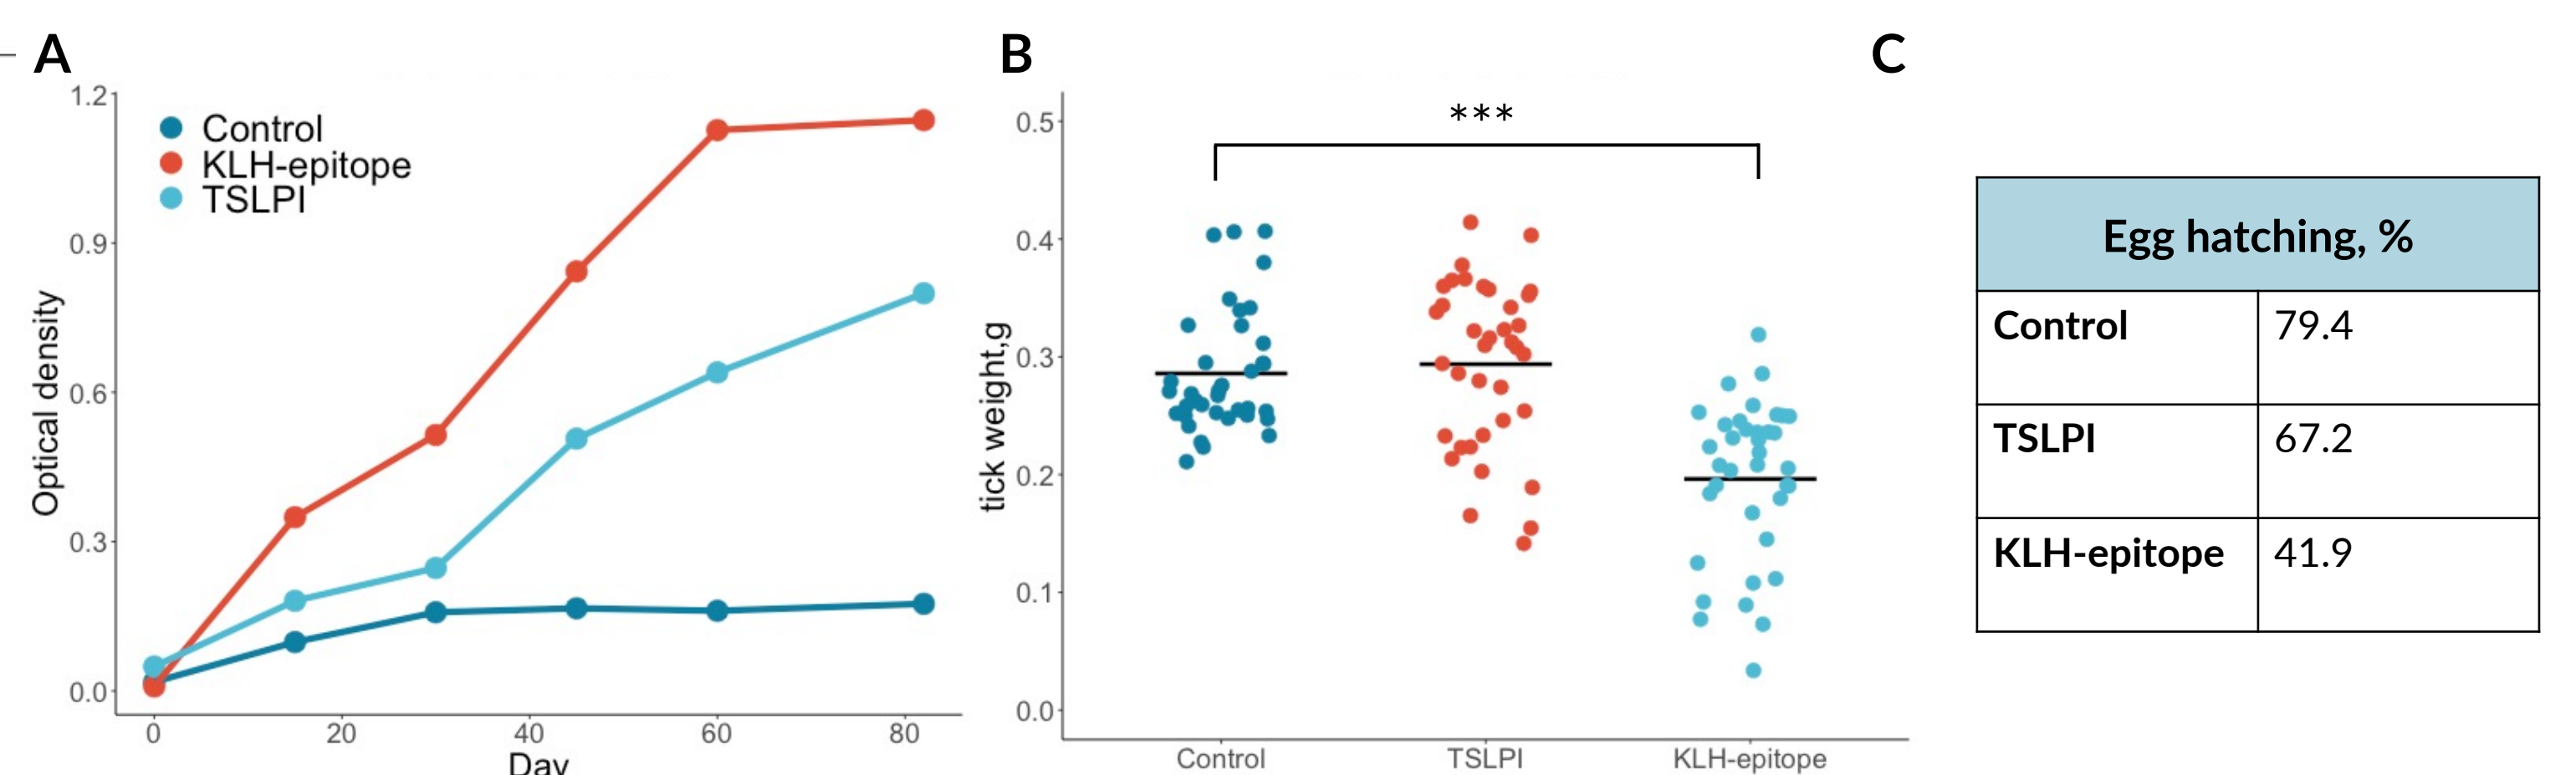 A
1.2
0.9
0.6
0.3
0.0
Optical density
Control
KLH-epitope
TSLPI
0 20 40 60 80
Day
B
***
0.5
0.4
0.3
0.2
0.1
0.0
tick weight,g
Control TSLPI KLH-epitope
C
Egg hatching, %
Control 79.4
TSLPI 67.2
KLH-epitope 41.9